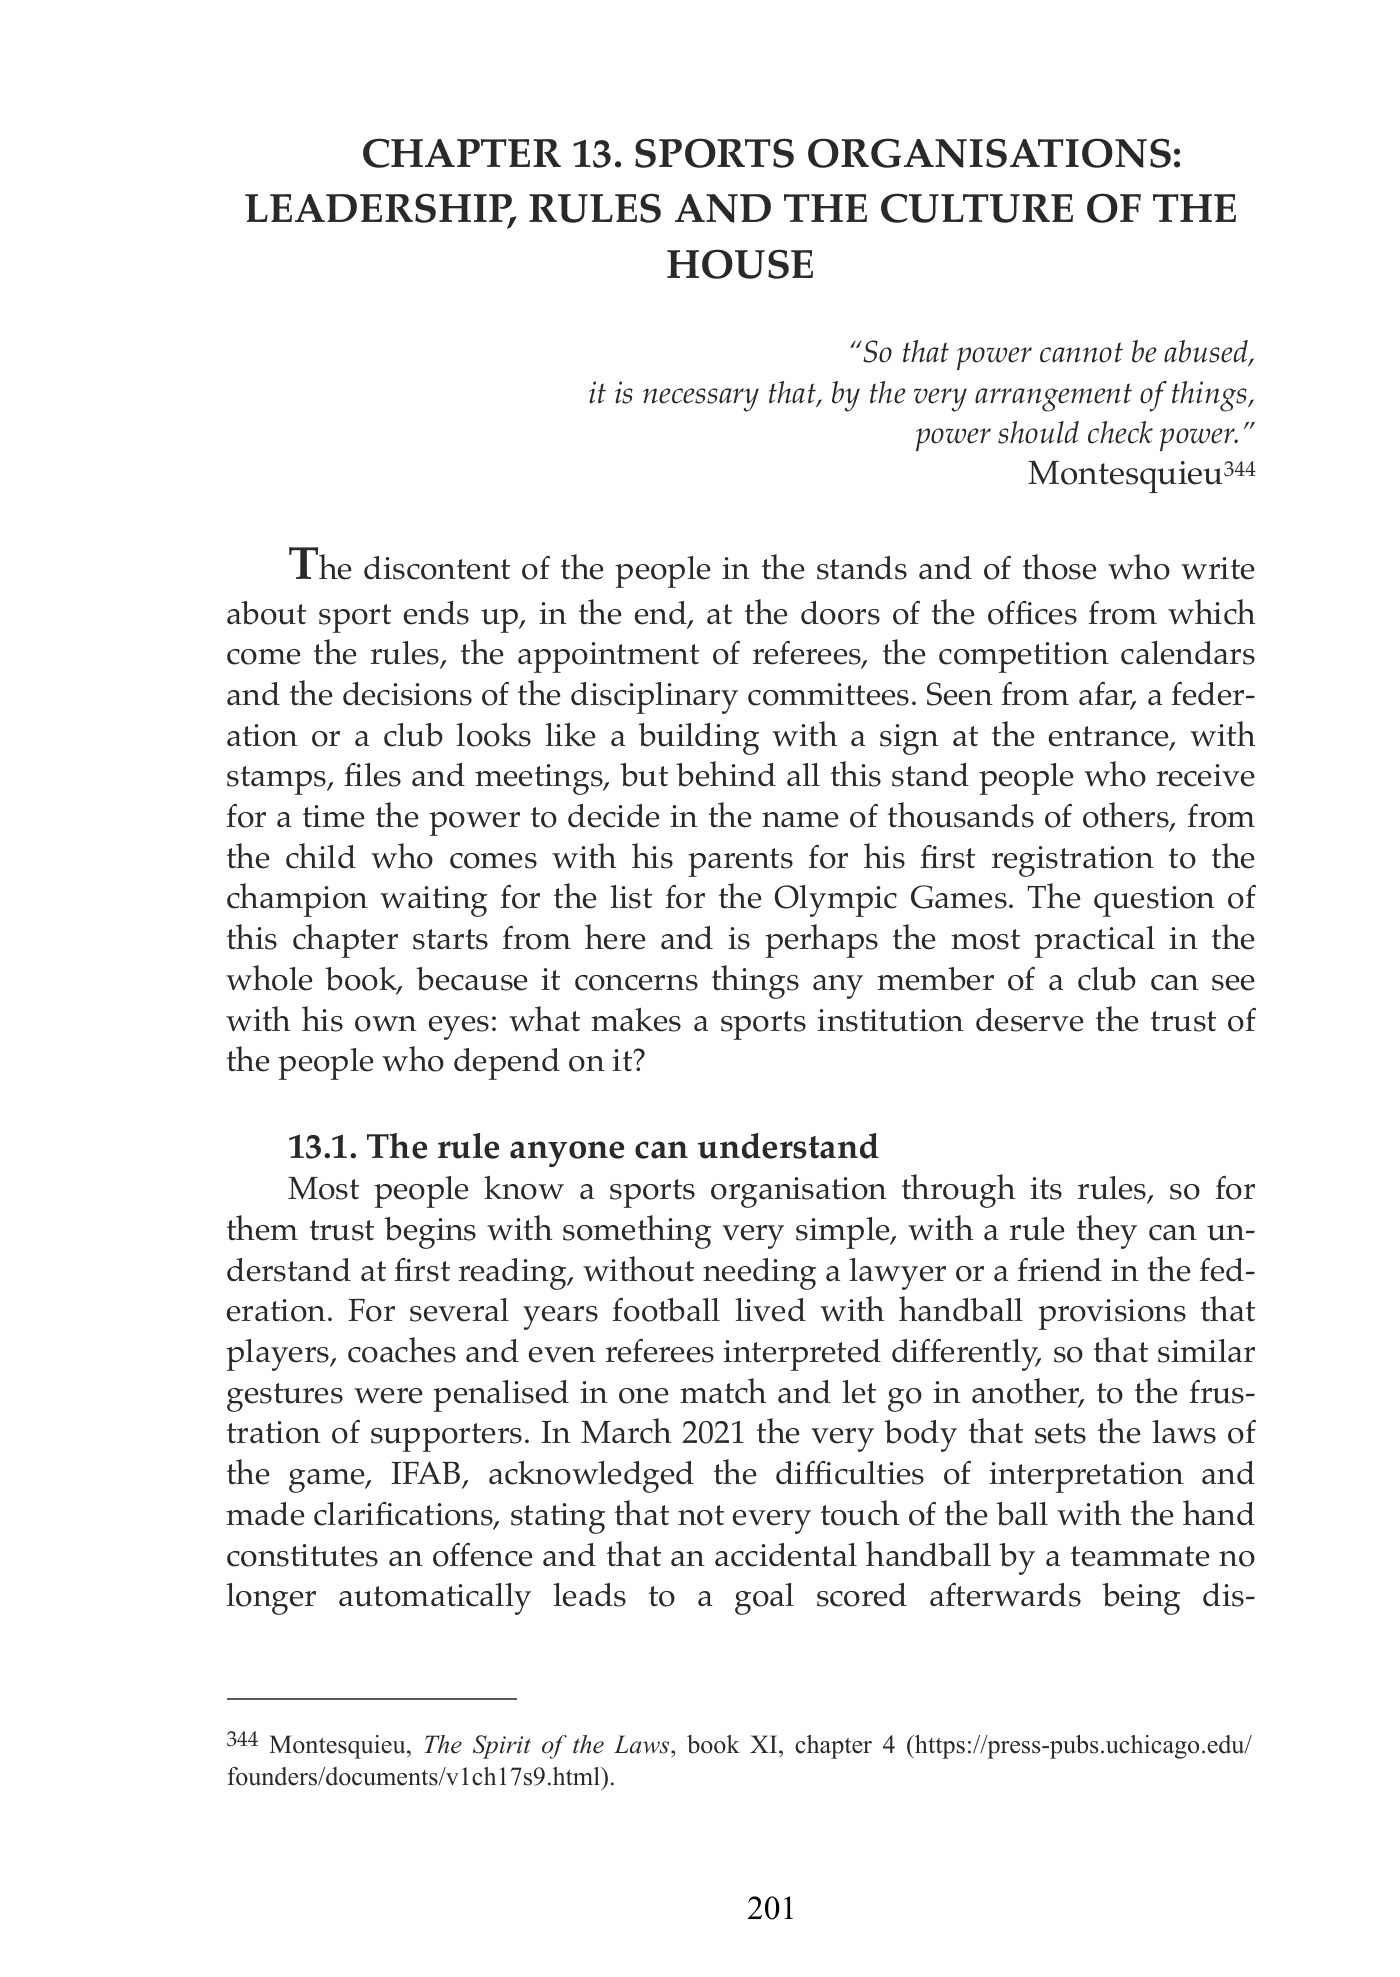 CHAPTER 13. SPORTS ORGANISATIONS:
LEADERSHIP, RULES AND THE CULTURE OF THE
HOUSE
“So that power cannot be abused,
it is necessary that, by the very arrangement of things,
power should check power.”
Montesquieu344
The discontent of the people in the stands and of those who write
about sport ends up, in the end, at the doors of the offices from which
come the rules, the appointment of referees, the competition calendars
and the decisions of the disciplinary committees. Seen from afar, a feder-
ation or a club looks like a building with a sign at the entrance, with
stamps, files and meetings, but behind all this stand people who receive
for a time the power to decide in the name of thousands of others, from
the child who comes with his parents for his first registration to the
champion waiting for the list for the Olympic Games. The question of
this chapter starts from here and is perhaps the most practical in the
whole book, because it concerns things any member of a club can see
with his own eyes: what makes a sports institution deserve the trust of
the people who depend on it?
13.1. The rule anyone can understand
Most people know a sports organisation through its rules, so for
them trust begins with something very simple, with a rule they can un-
derstand at first reading, without needing a lawyer or a friend in the fed-
eration. For several years football lived with handball provisions that
players, coaches and even referees interpreted differently, so that similar
gestures were penalised in one match and let go in another, to the frus-
tration of supporters. In March 2021 the very body that sets the laws of
the game, IFAB, acknowledged the difficulties of interpretation and
made clarifications, stating that not every touch of the ball with the hand
constitutes an offence and that an accidental handball by a teammate no
longer automatically leads to a goal scored afterwards being dis-
344 Montesquieu, The Spirit of the Laws, book XI, chapter 4 (https://press-pubs.uchicago.edu/
founders/documents/v1ch17s9.html).
201